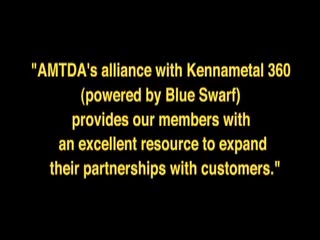 "AMTDA's alliance with Kennametal 360
(powered by Blue Swarf)
provides our members with
an excellent resource to expand
their partnerships with customers."